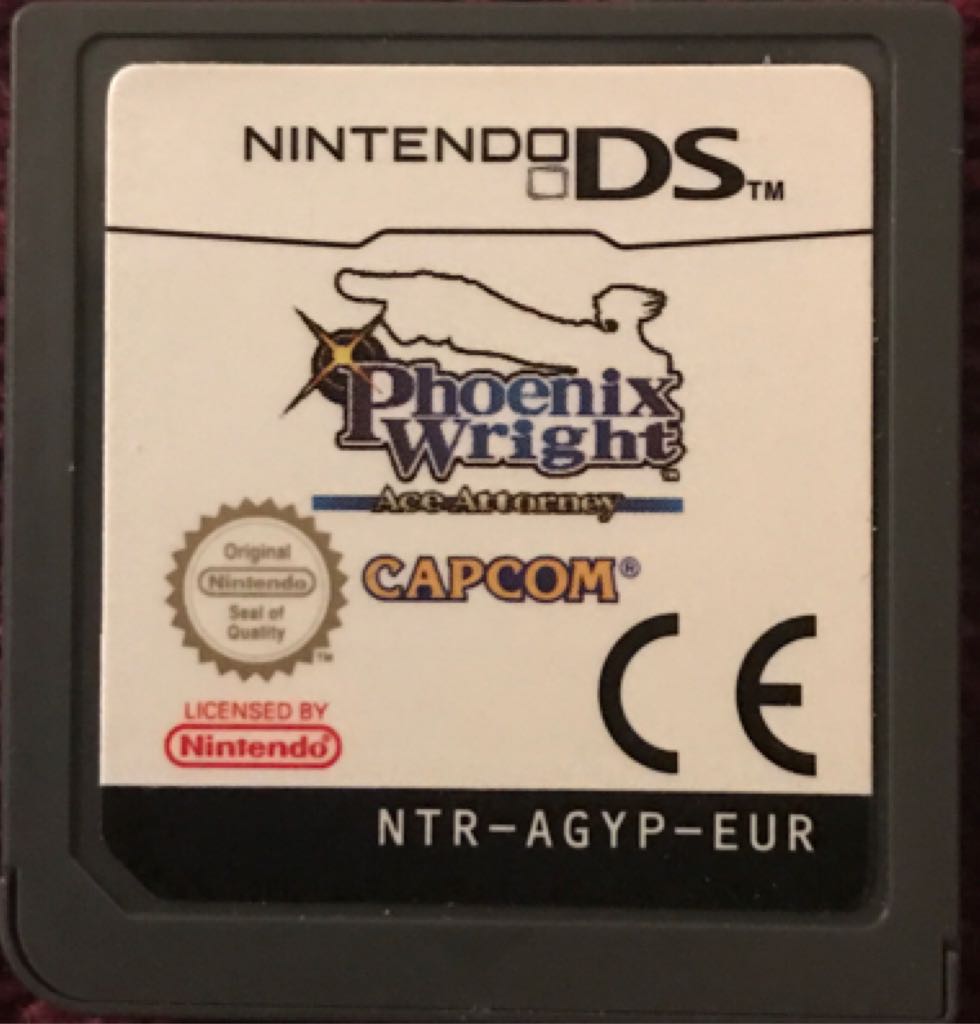 NINTENDO DS™
Phoenix
Wright
Ace Attorney
CAPCOM®
Original
Nintendo
Seal of
Quality
™
LICENSED BY
Nintendo®
CE
NTR-AGYP-EUR